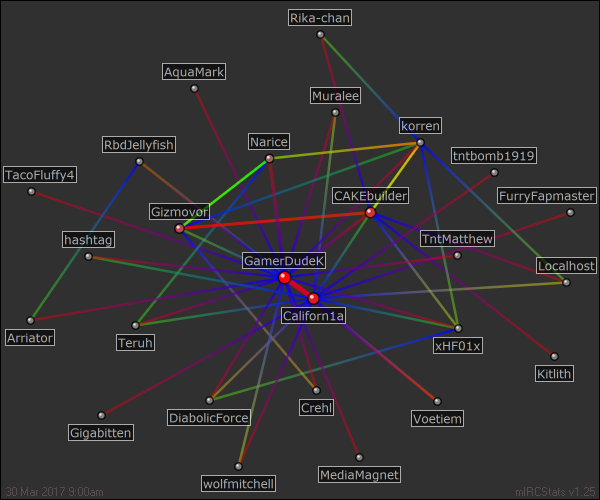 Rika-chan
AquaMark
Muralee
korren
RbdJellyfish
Narice
tntbomb1919
TacoFluffy4
CAKEbuilder
FurryFapmaster
Gizmovor
hashtag
TntMatthew
GamerDudeK
Localhost
Californ1a
Arriator
Teruh
xHF01x
Kitlith
DiabolicForce
Crehl
Voetiem
Gigabitten
wolfmitchell
MediaMagnet
30 Mar 2017 9:00am
mIRCStats v1.25